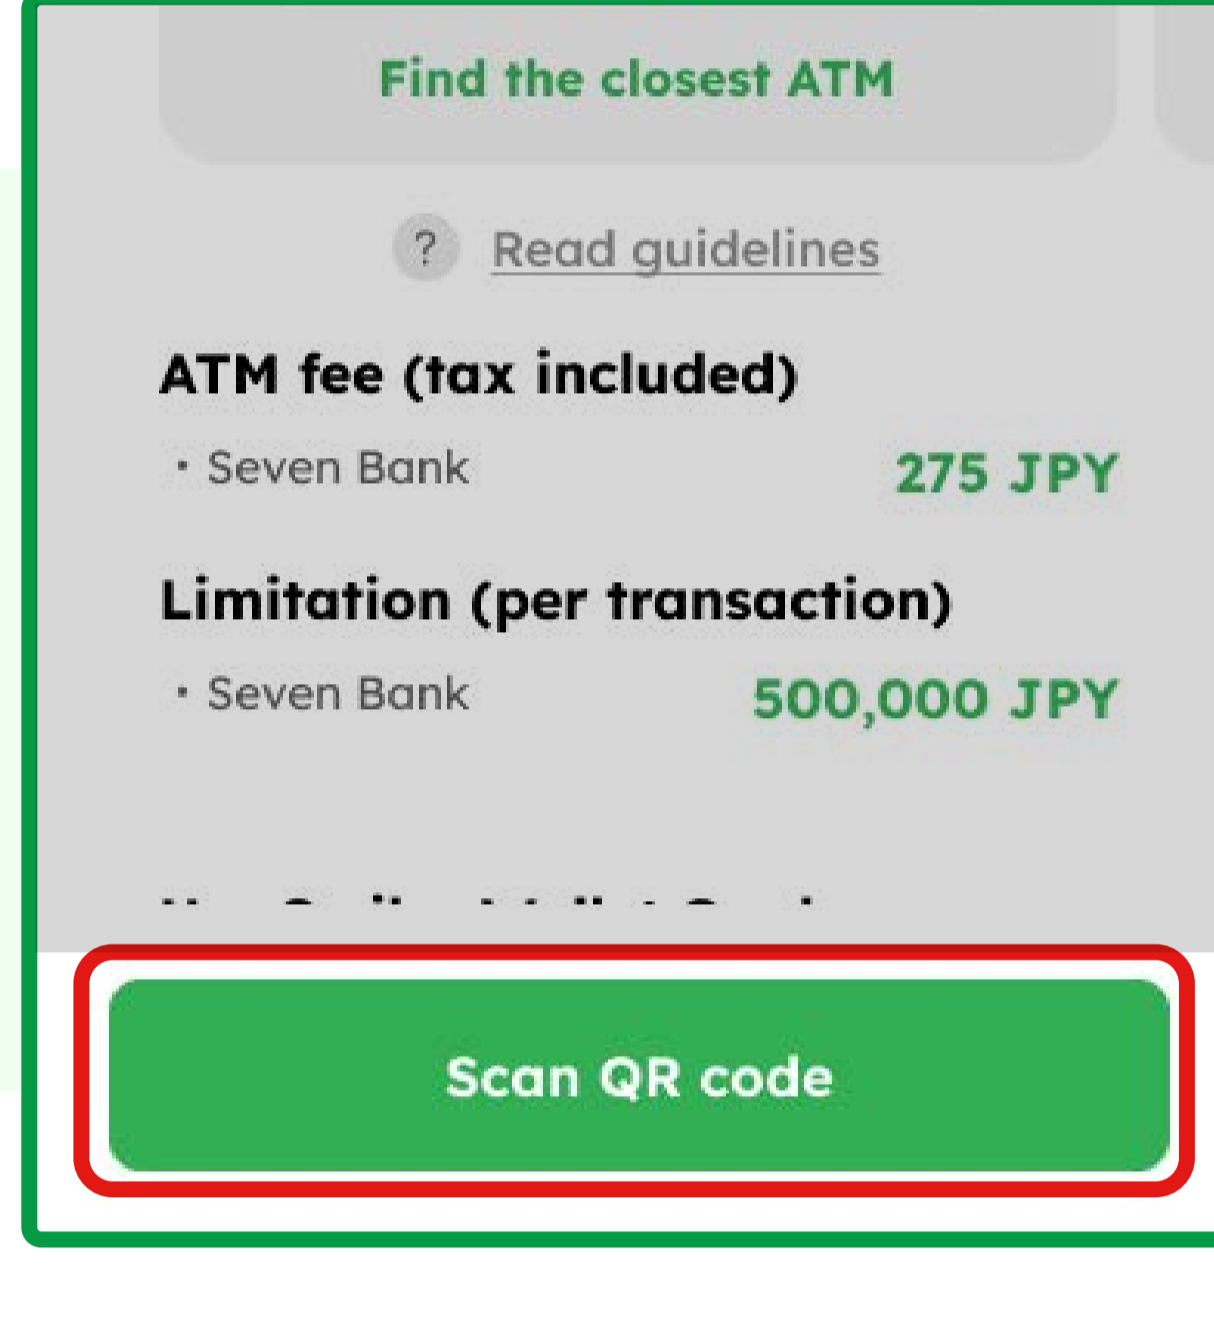 Find the closest ATM
? Read guidelines
ATM fee (tax included)
・Seven Bank 275 JPY
Limitation (per transaction)
・Seven Bank 500,000 JPY
Scan QR code